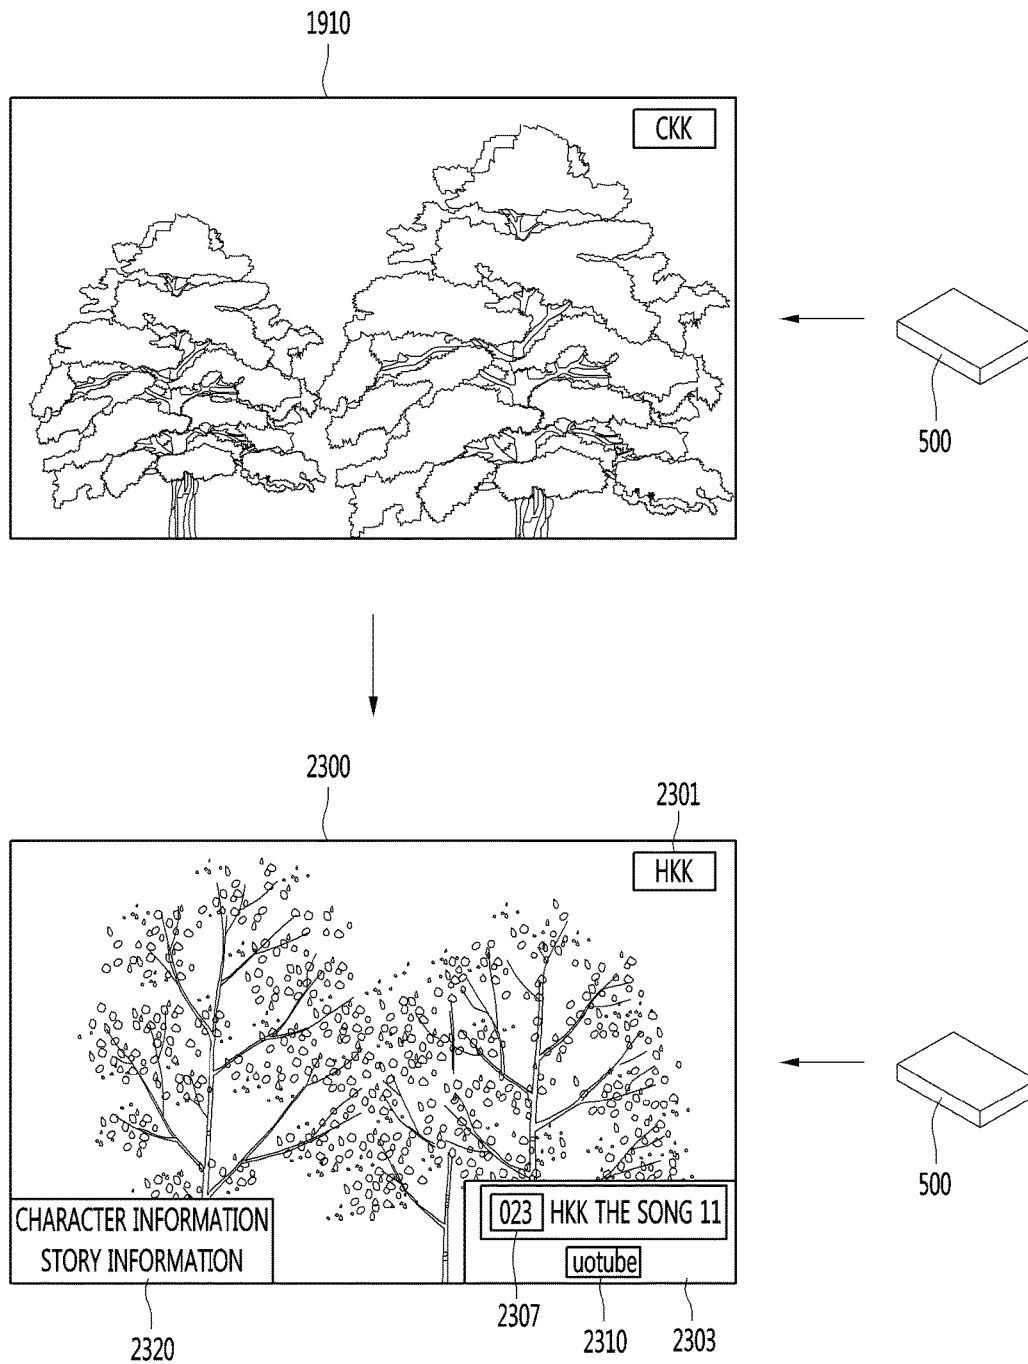 1910
CKK
500
2300
2301
HKK
500
CHARACTER INFORMATION
STORY INFORMATION
023 HKK THE SONG 11
uotube
2320
2307
2310
2303